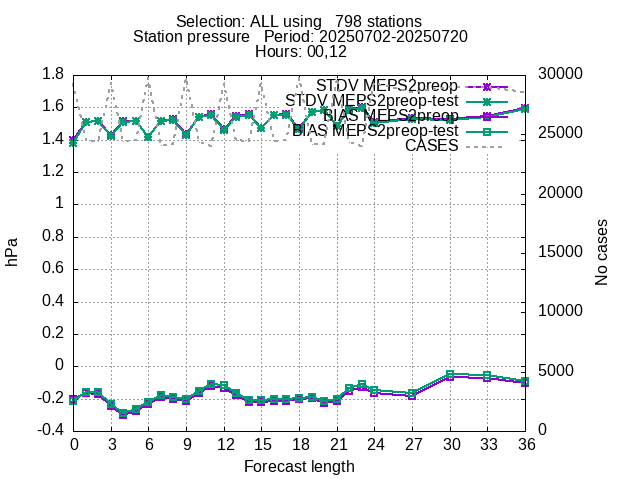 Selection: ALL using   798 stations
Station pressure   Period: 20250702-20250720
Hours: 00,12
STDV MEPS2preop
STDV MEPS2preop-test
BIAS MEPS2preop
BIAS MEPS2preop-test
CASES
hPa
1.8
1.6
1.4
1.2
1
0.8
0.6
0.4
0.2
0
-0.2
-0.4
30000
25000
20000
15000
10000
5000
0
No cases
0 3 6 9 12 15 18 21 24 27 30 33 36
Forecast length